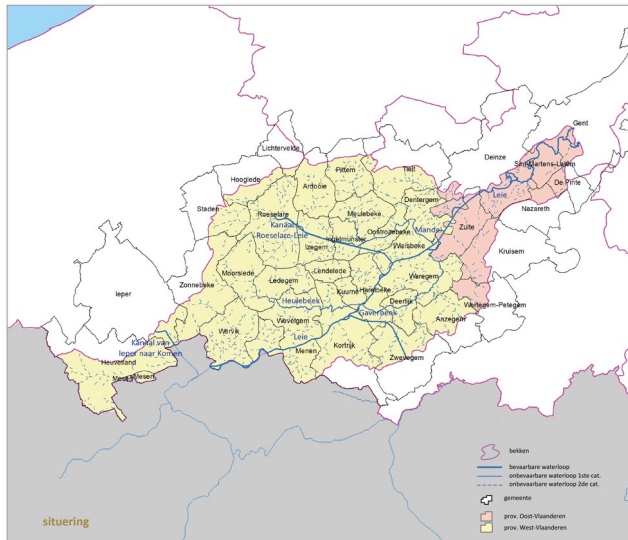 Gent
Lichtervelde
Deinze
Sint-Martens-Latem
Pittem
Tielt
Hooglede
Ardooie
De Pinte
Dentergem
Leie
Staden
Nazareth
Roeselare
Meulebeke
Kanaal
Roeselare-Leie
Oostrozebeke
Mandel
Zulte
Ingelmunster
Izegem
Wielsbeke
Kruisem
Moorslede
Lendelede
Waregem
Ledegem
Zonnebeke
Kuurne
Harelbeke
Ieper
Heulebeek
Deerlijk
Wortegem-Petegem
Gaverbeek
Anzegem
Wevelgem
Wervik
Leie
Kanaal van
Ieper naar Komen
Kortrijk
Menen
Zwevegem
Heuvelland
Mesen
bekken
bevaarbare waterloop
onbevaarbare waterloop 1ste cat.
onbevaarbare waterloop 2de cat.
gemeente
prov. Oost-Vlaanderen
prov. West-Vlaanderen
situering